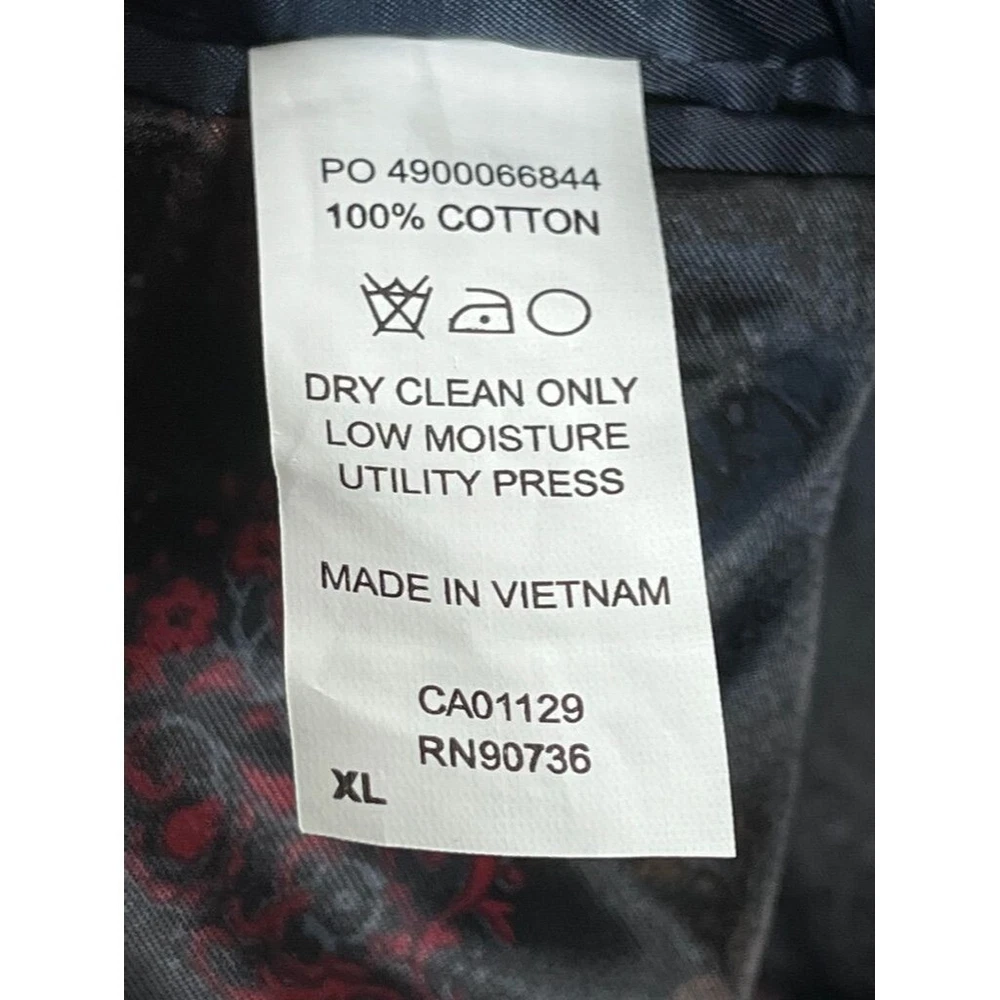 PO 4900066844
100% COTTON
DRY CLEAN ONLY
LOW MOISTURE
UTILITY PRESS
MADE IN VIETNAM
CA01129
RN90736
XL